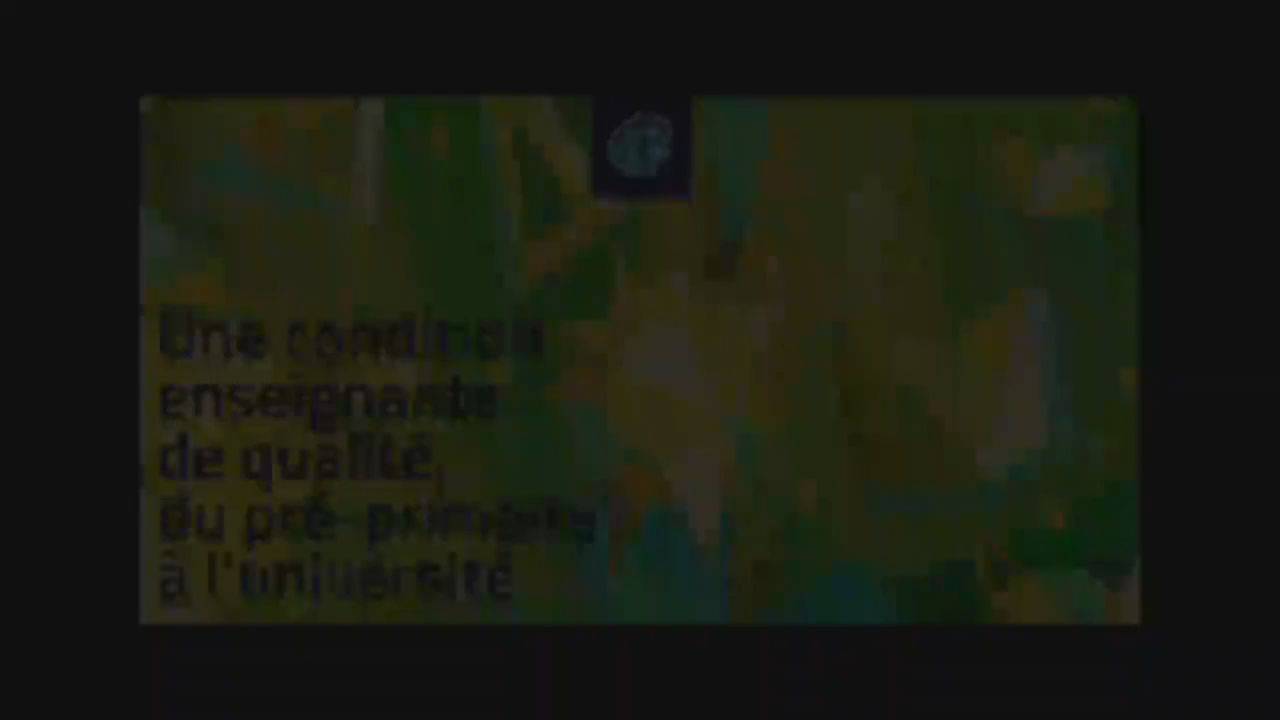 Une condition
enseignante
de qualité,
du pré-primaire
à l'université